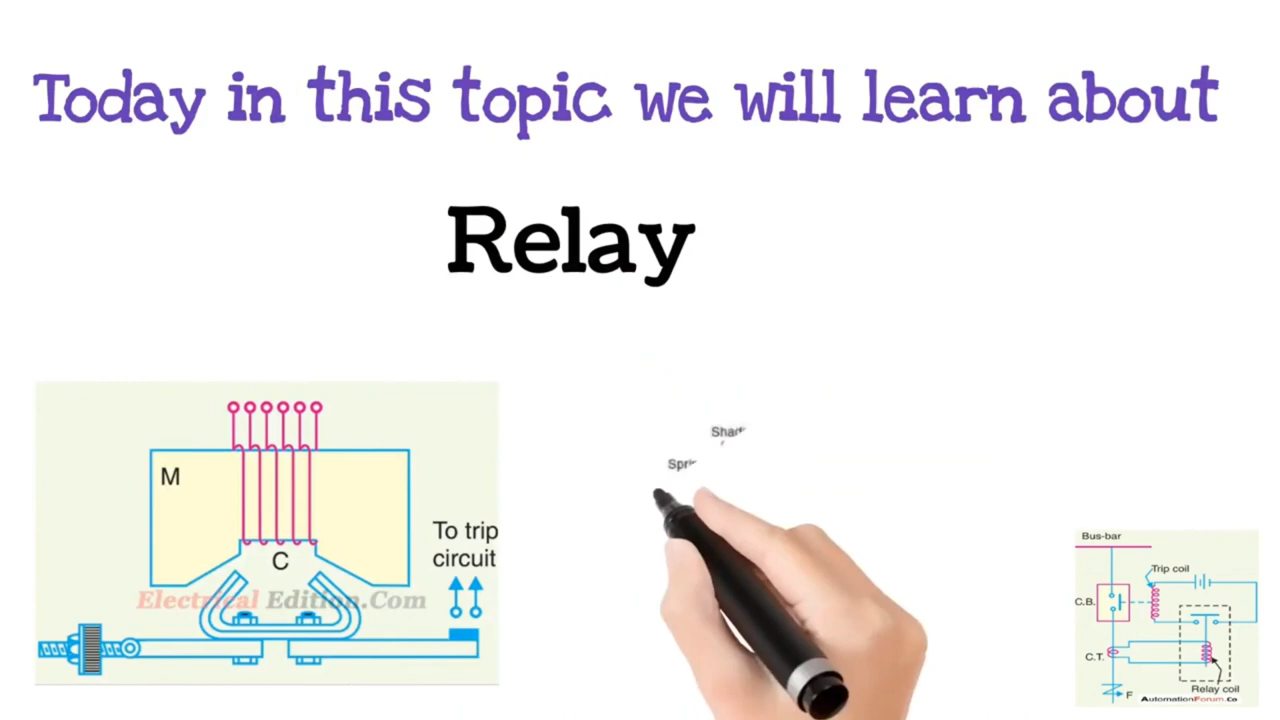 Today in this topic we will learn about
Relay
M
C
To trip
circuit
Electrical Edition.Com
Bus-bar
Trip coil
C.B.
C.T.
F
Relay coil
AutomationForum.Co